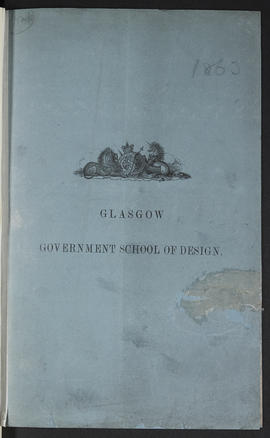 1863
GLASGOW
GOVERNMENT SCHOOL OF DESIGN.